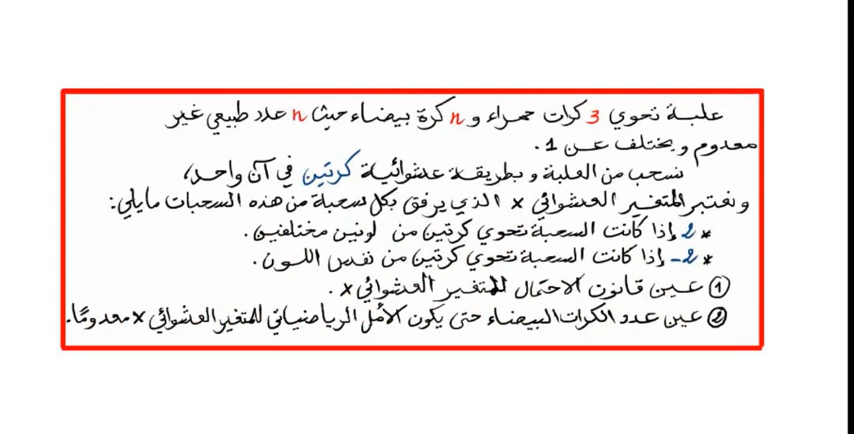 علبة تحوي 3 كرات حمراء و n كرة بيضاء حيث n عدد طبيعي غير
معدوم و يختلف عن 1.
نسحب من العلبة و بطريقة عشوائية كرتين في آن واحد،
ونعتبر المتغير العشوائي x الذي يرفق بكل سحبة من هذه السحبات مايلي:
* 2 إذا كانت السحبة تحوي كرتين من لونين مختلفين.
* 2- إذا كانت السحبة تحوي كرتين من نفس اللون.
① عين قانون الاحتمال للمتغير العشوائي x.
② عين عدد الكرات البيضاء حتى يكون الأمل الرياضياتي للمتغير العشوائي x معدومًا.